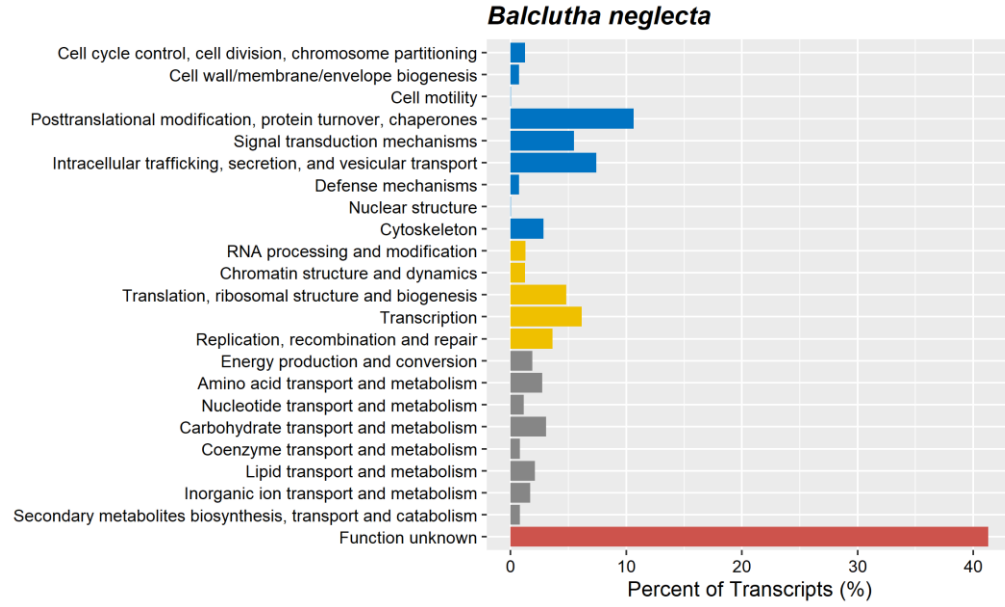 Balclutha neglecta
Cell cycle control, cell division, chromosome partitioning
Cell wall/membrane/envelope biogenesis
Cell motility
Posttranslational modification, protein turnover, chaperones
Signal transduction mechanisms
Intracellular trafficking, secretion, and vesicular transport
Defense mechanisms
Nuclear structure
Cytoskeleton
RNA processing and modification
Chromatin structure and dynamics
Translation, ribosomal structure and biogenesis
Transcription
Replication, recombination and repair
Energy production and conversion
Amino acid transport and metabolism
Nucleotide transport and metabolism
Carbohydrate transport and metabolism
Coenzyme transport and metabolism
Lipid transport and metabolism
Inorganic ion transport and metabolism
Secondary metabolites biosynthesis, transport and catabolism
Function unknown
0 10 20 30 40
Percent of Transcripts (%)